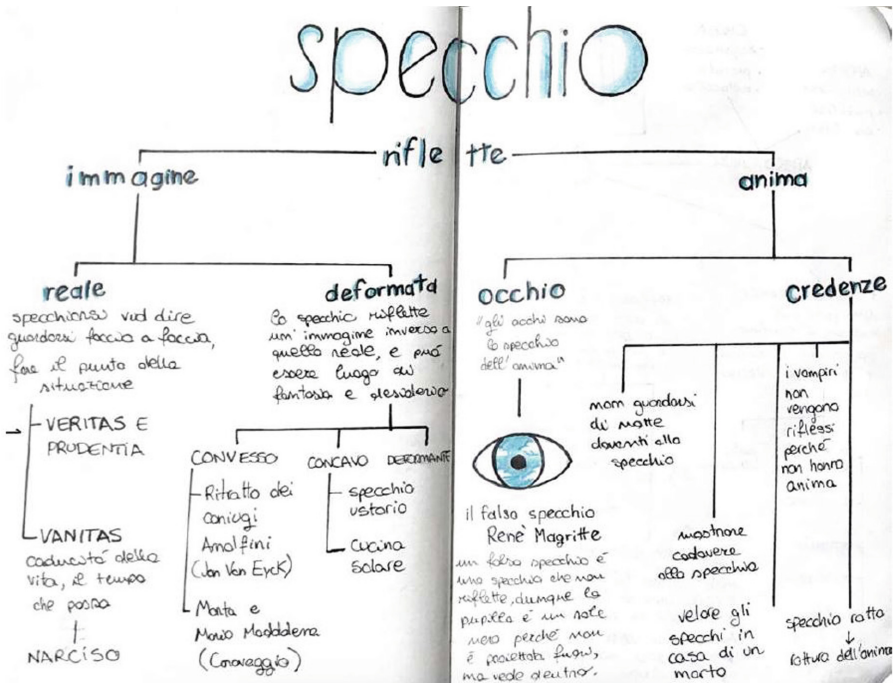 specchio
riflette
immagine
anima
reale
specchiarsi vuol dire
guardarsi faccia a faccia,
fare il punto della
situazione
VERITAS E
PRUDENTIA
VANITAS
caducità della
vita, il tempo
che passa
NARCISO
deformata
lo specchio riflette
un'immagine inversa a
quella reale, e può
essere luogo di
fantasia e desiderio
CONVESSO
Ritratto dei
coniugi
Arnolfini
(Jan Van Eyck)
Marta e
Maria Maddalena
(Caravaggio)
CONCAVO
specchio
ustorio
Cucina
solare
DEFORMANTE
occhio
"gli occhi sono
lo specchio
dell'anima"
il falso specchio
Renè Magritte
un falso specchio è
uno specchio che non
riflette, dunque la
pupilla è un sole
nero perché non
è proiettata fuori,
ma vede dentro.
credenze
non guardarsi
di notte
davanti allo
specchio
mostrare
cadavere
allo specchio
velare gli
specchi in
casa di un
morto
i vampiri
non
vengono
riflessi
perché
non hanno
anima
specchio rotto
↓
rottura dell'anima